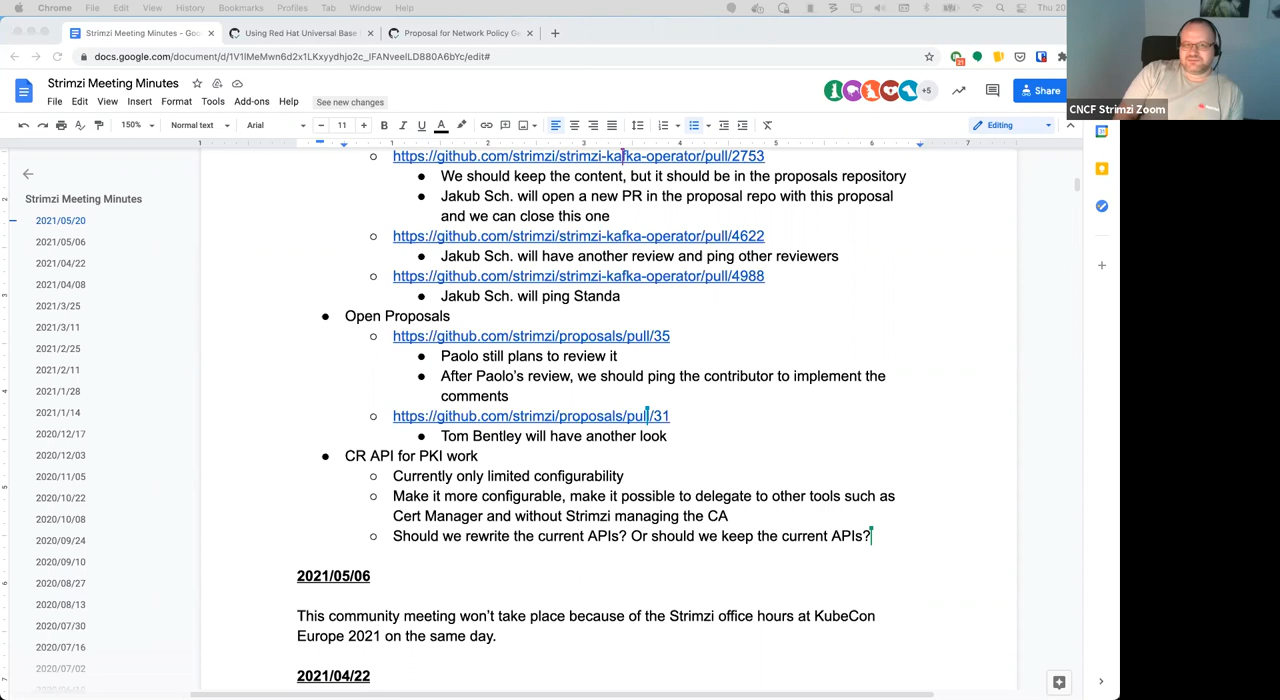 Chrome File Edit View History Bookmarks Profiles Tab Window Help Thu 20
Strimzi Meeting Minutes - Goo Using Red Hat Universal Base Proposal for Network Policy Ge
docs.google.com/document/d/1V1lMeMwn6d2x1LKxyydhjo2c_lFANveelLD880A6bYc/edit#
21
Strimzi Meeting Minutes
File Edit View Insert Format Tools Add-ons Help See new changes
+5
Share
CNCF Strimzi Zoom
150% Normal text Arial 11 Editing
1 1 2 3 4 5 6 7
https://github.com/strimzi/strimzi-kafka-operator/pull/2753
We should keep the content, but it should be in the proposals repository
Jakub Sch. will open a new PR in the proposal repo with this proposal
and we can close this one
https://github.com/strimzi/strimzi-kafka-operator/pull/4622
Jakub Sch. will have another review and ping other reviewers
https://github.com/strimzi/strimzi-kafka-operator/pull/4988
Jakub Sch. will ping Standa
Open Proposals
https://github.com/strimzi/proposals/pull/35
Paolo still plans to review it
After Paolo's review, we should ping the contributor to implement the
comments
https://github.com/strimzi/proposals/pull/31
Tom Bentley will have another look
CR API for PKI work
Currently only limited configurability
Make it more configurable, make it possible to delegate to other tools such as
Cert Manager and without Strimzi managing the CA
Should we rewrite the current APIs? Or should we keep the current APIs?
2021/05/06
This community meeting won't take place because of the Strimzi office hours at KubeCon
Europe 2021 on the same day.
2021/04/22
Strimzi Meeting Minutes
2021/05/20
2021/05/06
2021/04/22
2021/04/08
2021/3/25
2021/3/11
2021/2/25
2021/2/11
2021/1/28
2021/1/14
2020/12/17
2020/12/03
2020/11/05
2020/10/22
2020/10/08
2020/09/24
2020/09/10
2020/08/27
2020/08/13
2020/07/30
2020/07/16
2020/07/02